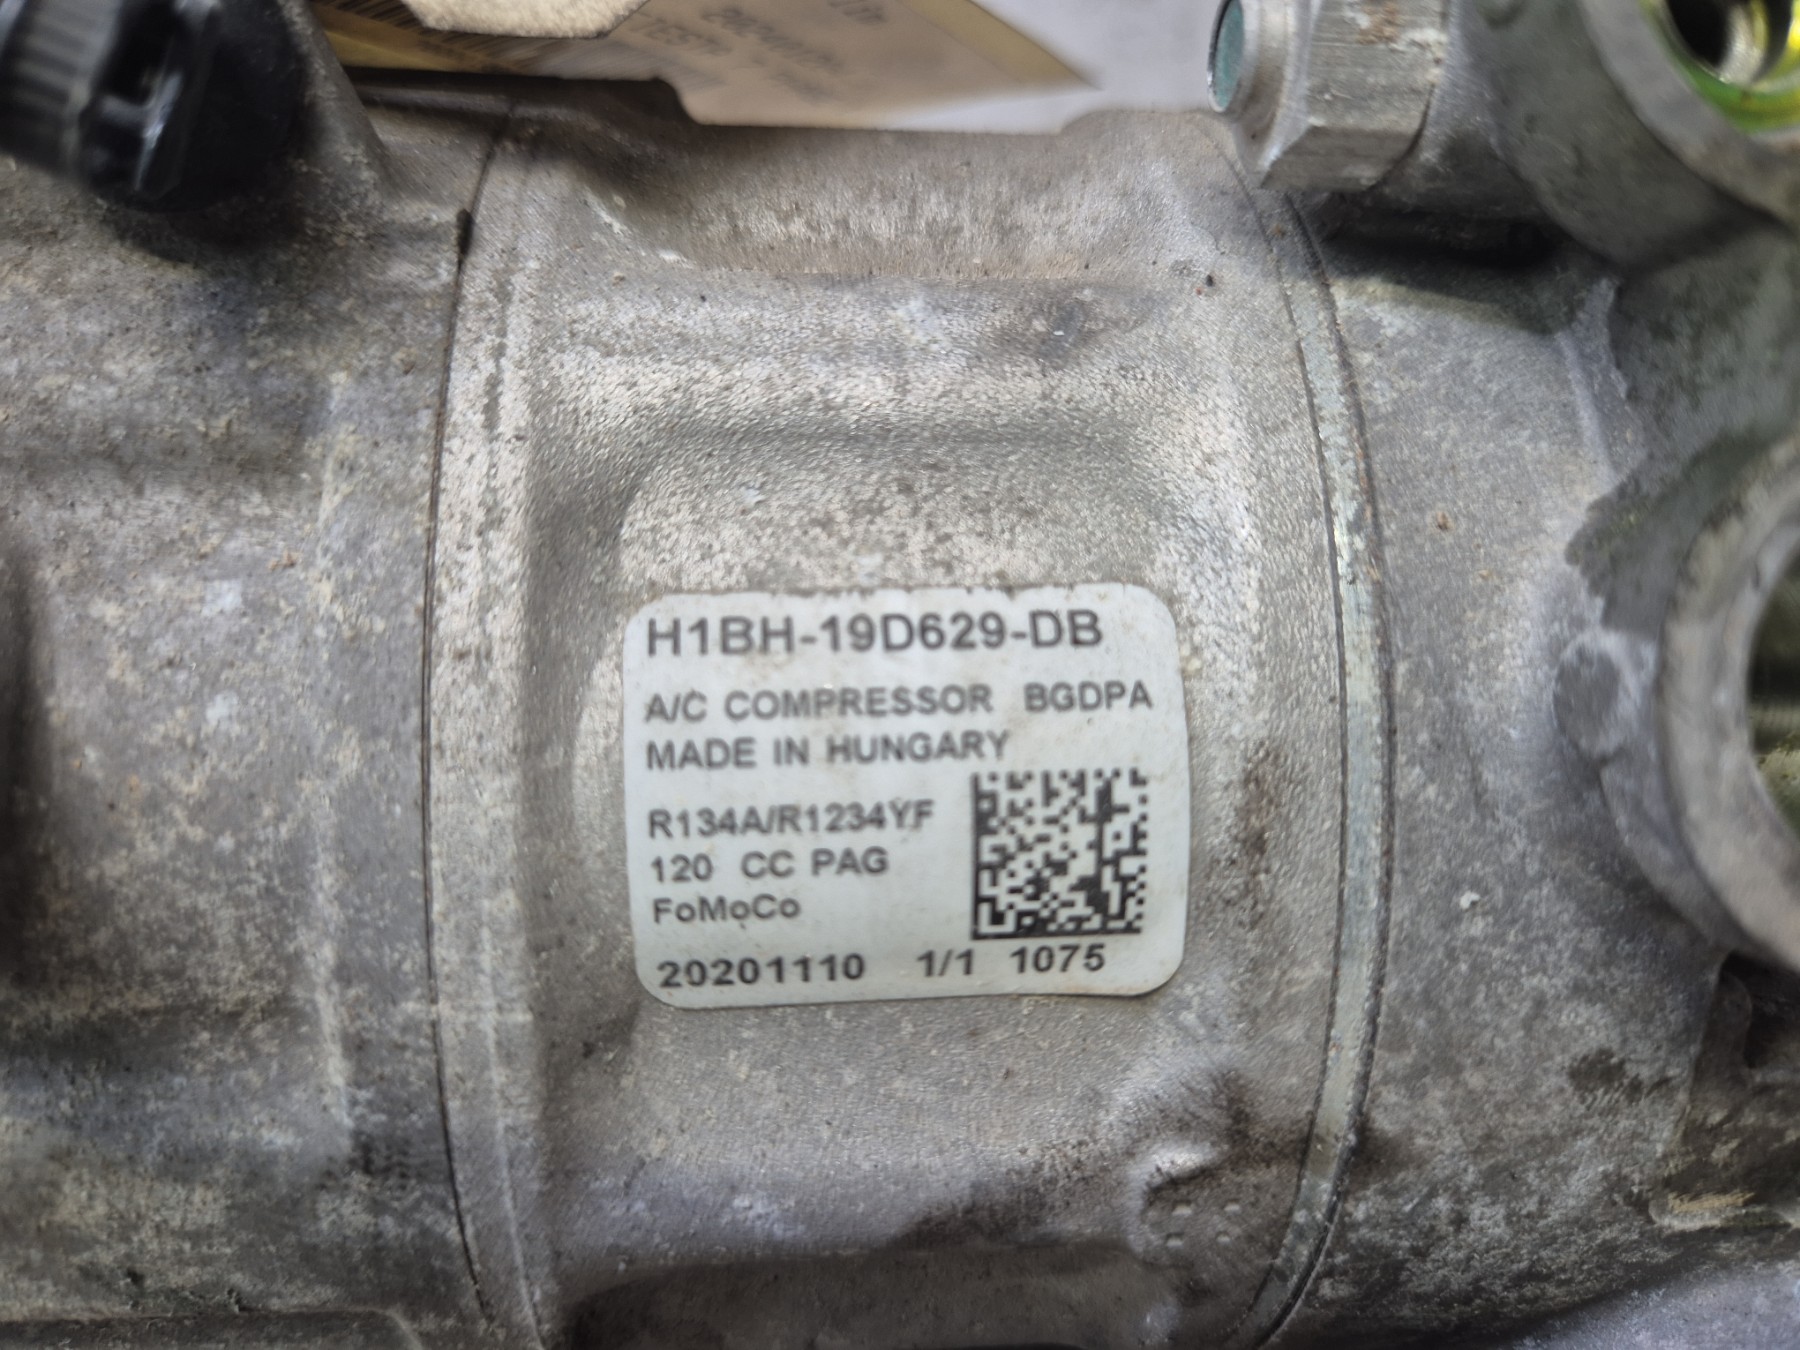 H1BH-19D629-DB
A/C COMPRESSOR BGDPA
MADE IN HUNGARY
R134A/R1234YF
120 CC PAG
FoMoCo
20201110 1/1 1075